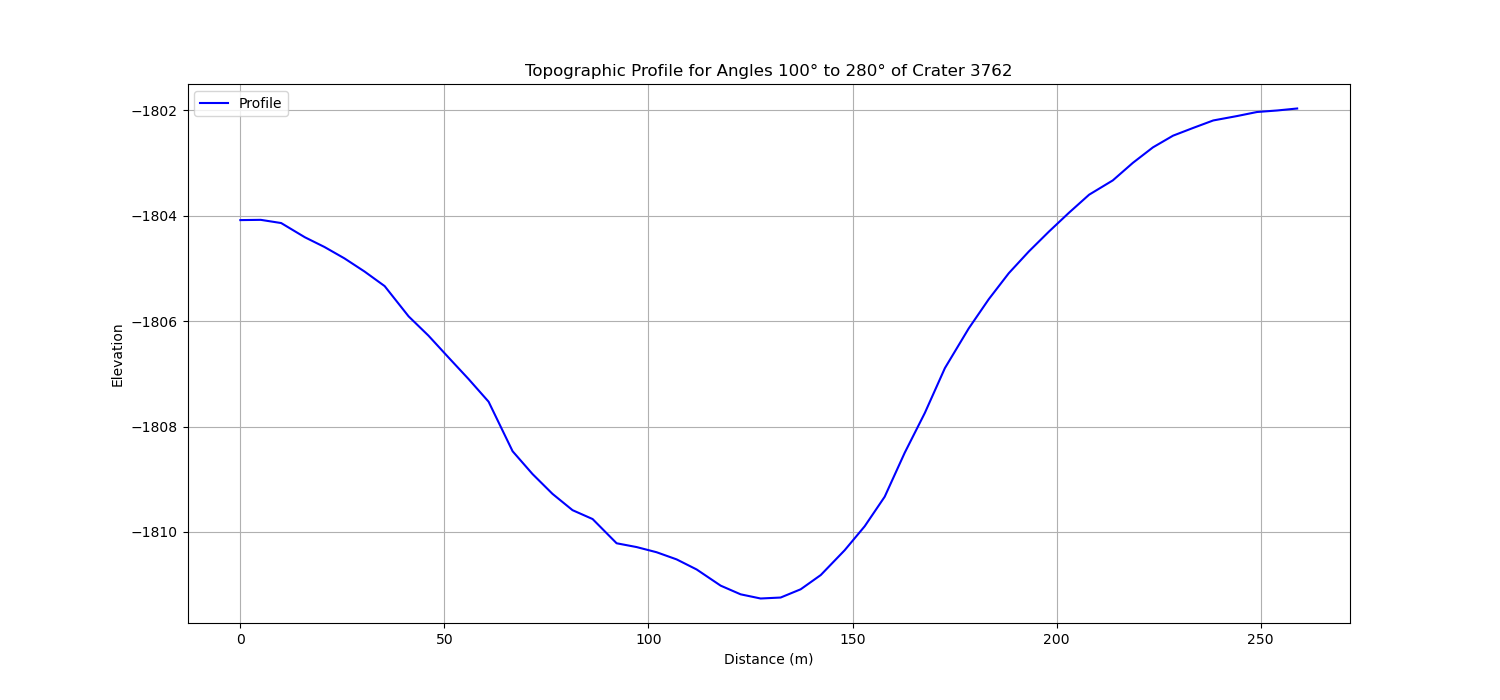 Topographic Profile for Angles 100° to 280° of Crater 3762
Profile
−1802
−1804
−1806
−1808
−1810
Elevation
0 50 100 150 200 250
Distance (m)